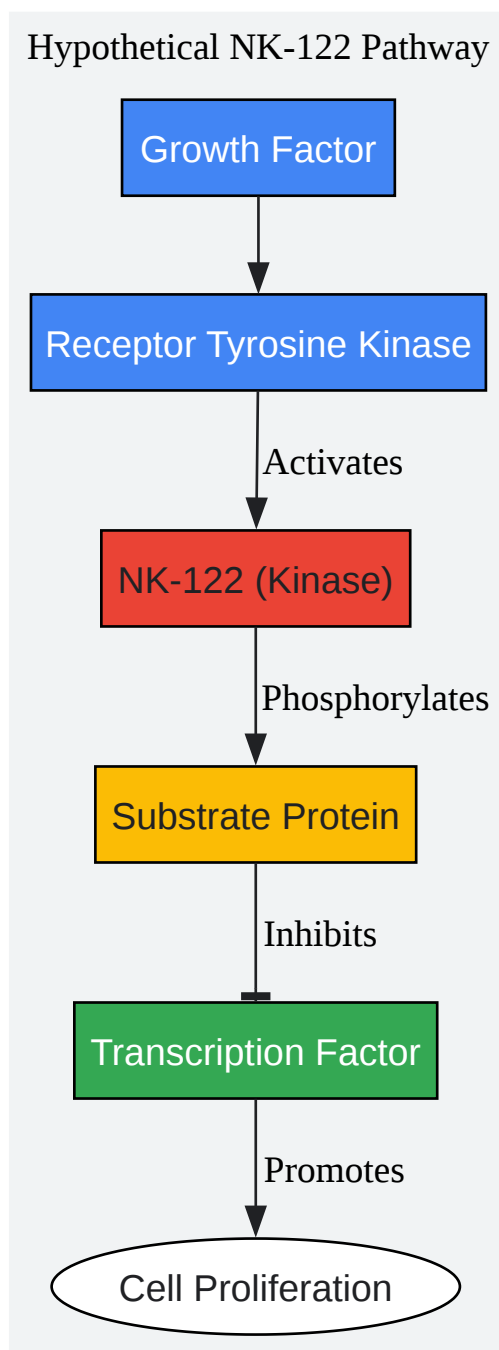 Hypothetical NK-122 Pathway
Growth Factor
Receptor Tyrosine Kinase
Activates
NK-122 (Kinase)
Phosphorylates
Substrate Protein
Inhibits
Transcription Factor
Promotes
Cell Proliferation